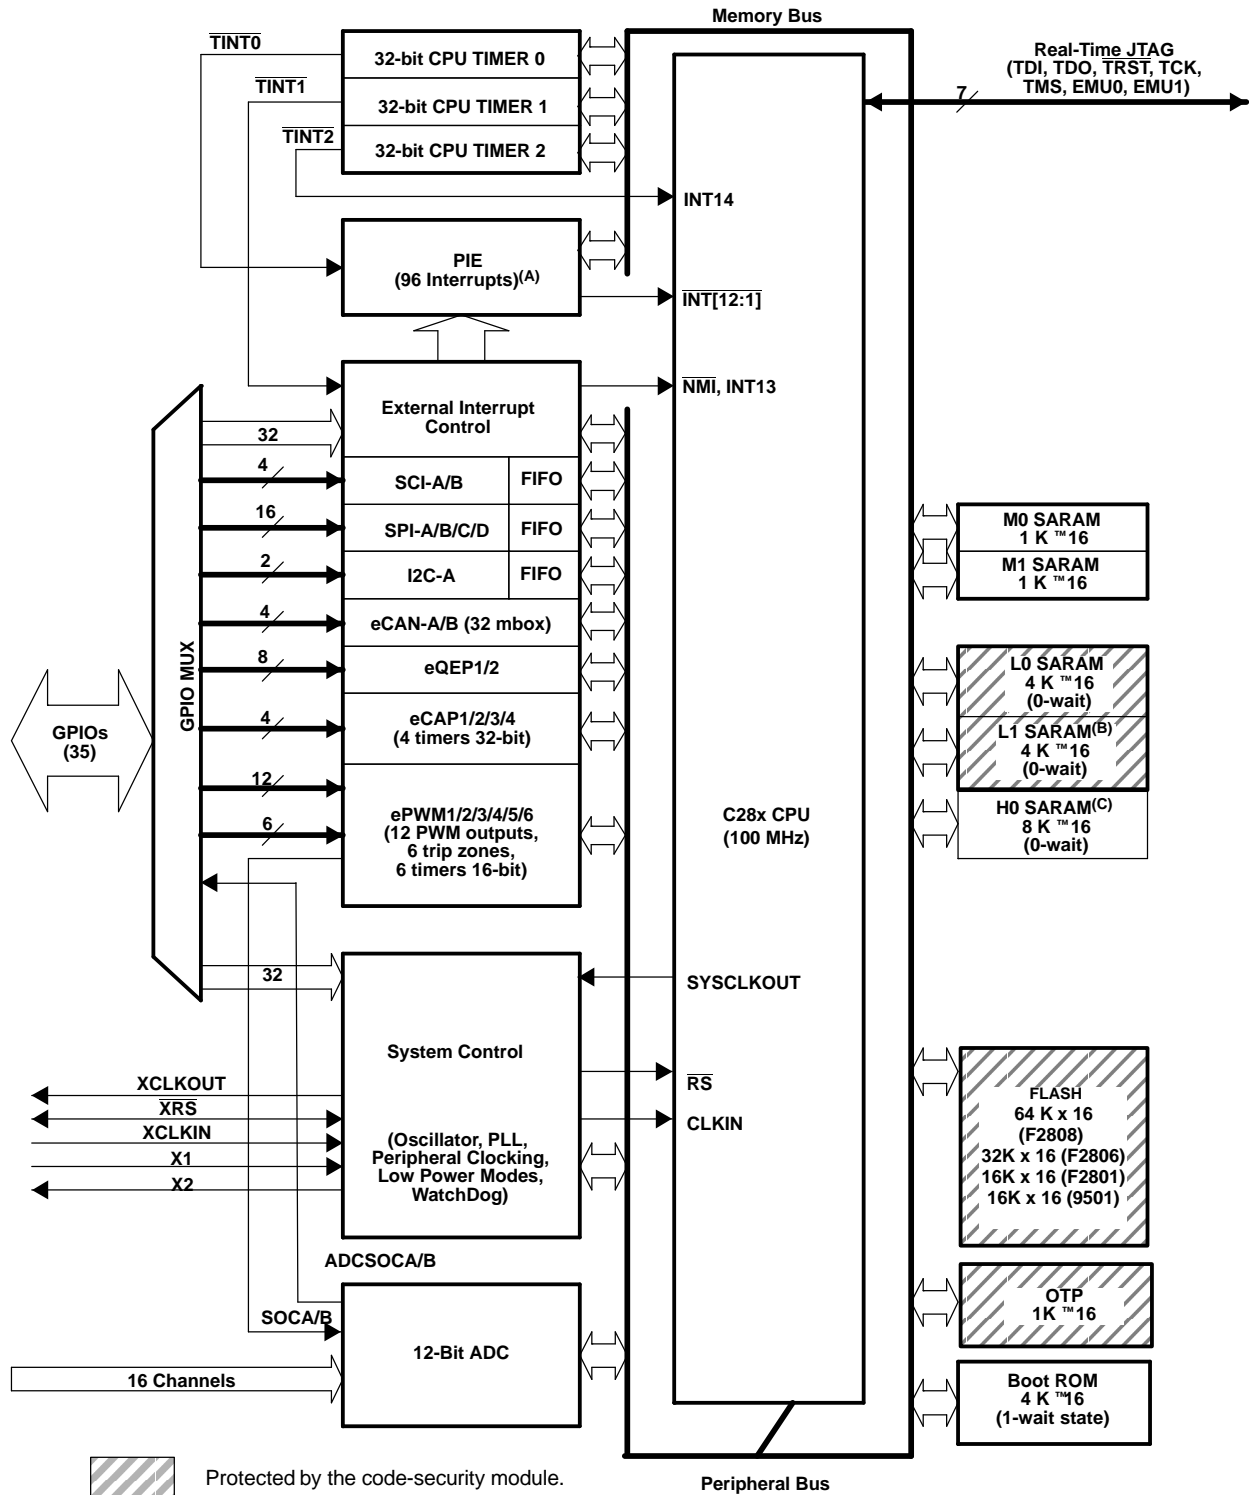 Memory Bus
TINT0
32-bit CPU TIMER 0
Real-Time JTAG
(TDI, TDO, TRST, TCK,
TMS, EMU0, EMU1)
7
TINT1
32-bit CPU TIMER 1
TINT2
32-bit CPU TIMER 2
INT14
PIE
(96 Interrupts)(A)
INT[12:1]
NMI, INT13
External Interrupt
Control
32
4
SCI-A/B
FIFO
16
SPI-A/B/C/D
FIFO
M0 SARAM
1 K ™16
2
I2C-A
FIFO
M1 SARAM
1 K ™16
4
eCAN-A/B (32 mbox)
GPIO MUX
8
eQEP1/2
L0 SARAM
4 K ™16
(0-wait)
GPIOs
(35)
4
eCAP1/2/3/4
(4 timers 32-bit)
L1 SARAM(B)
4 K ™16
(0-wait)
12
6
ePWM1/2/3/4/5/6
(12 PWM outputs,
6 trip zones,
6 timers 16-bit)
C28x CPU
(100 MHz)
H0 SARAM(C)
8 K ™16
(0-wait)
32
SYSCLKOUT
System Control
(Oscillator, PLL,
Peripheral Clocking,
Low Power Modes,
WatchDog)
RS
CLKIN
XCLKOUT
XRS
XCLKIN
X1
X2
FLASH
64 K x 16
(F2808)
32K x 16 (F2806)
16K x 16 (F2801)
16K x 16 (9501)
ADCSOCA/B
SOCA/B
12-Bit ADC
16 Channels
OTP
1K ™16
Boot ROM
4 K ™16
(1-wait state)
Protected by the code-security module.
Peripheral Bus